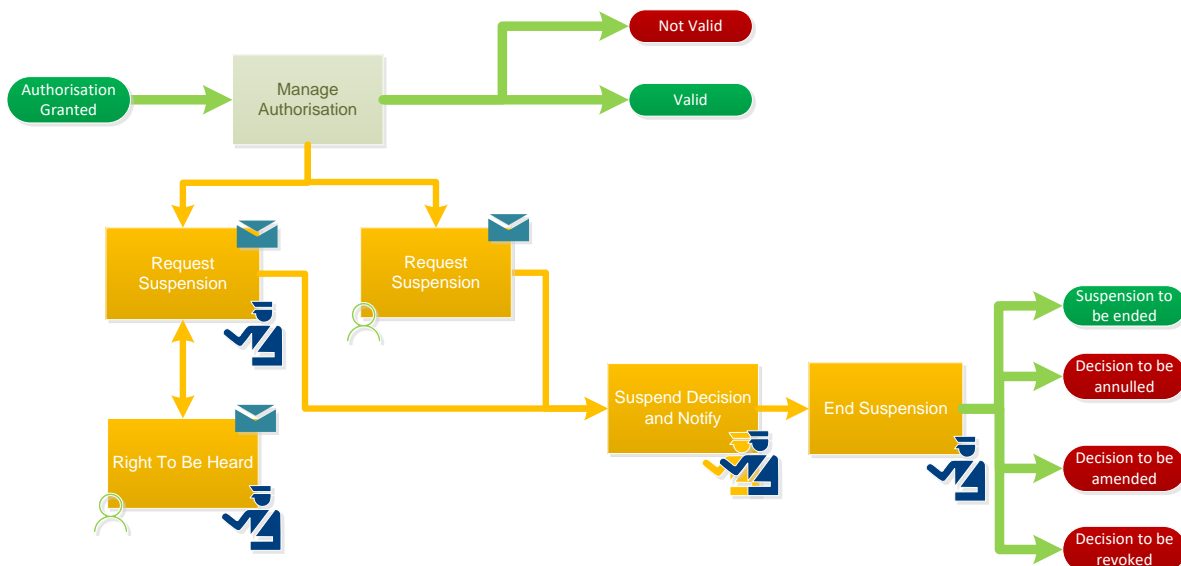 Not Valid
Authorisation
Granted
Manage
Authorisation
Valid
Request
Suspension
Request
Suspension
Suspension to
be ended
Decision to be
annulled
Suspend Decision
and Notify
End Suspension
Right To Be Heard
Decision to be
amended
Decision to be
revoked